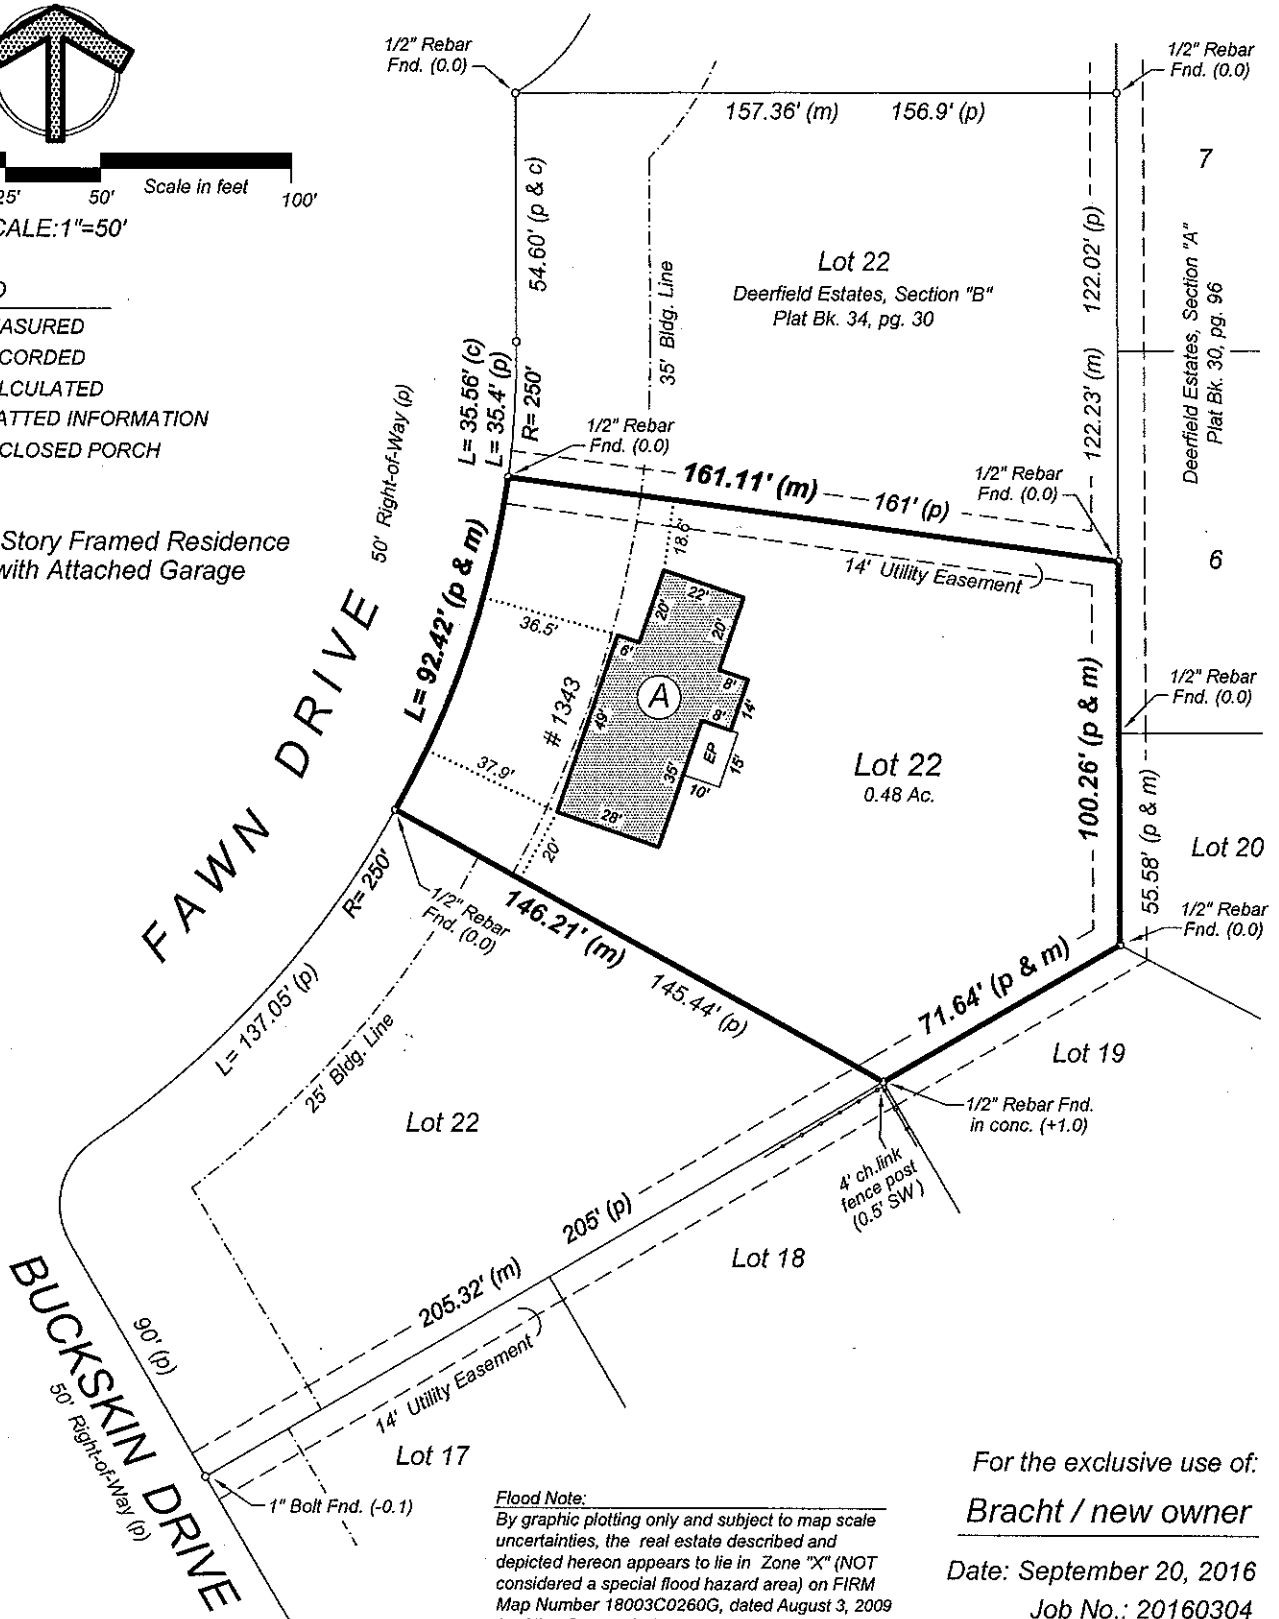 1/2" Rebar
Fnd. (0.0)
1/2" Rebar
Fnd. (0.0)
157.36' (m) 156.9' (p)
7
25' 50' Scale in feet 100'
SCALE: 1"=50'
54.60' (p & c)
122.02' (p)
Deerfield Estates, Section "A"
Plat Bk. 30, pg. 96
Lot 22
Deerfield Estates, Section "B"
Plat Bk. 34, pg. 30
35' Bldg. Line
MEASURED
RECORDED
CALCULATED
PLATTED INFORMATION
ENCLOSED PORCH
L= 35.56' (c)
L= 35.4' (p)
R= 250'
122.23' (m)
50' Right-of-Way (p)
1/2" Rebar
Fnd. (0.0)
161.11' (m) 161' (p)
1/2" Rebar
Fnd. (0.0)
Story Framed Residence
with Attached Garage
6
14' Utility Easement
18.6'
L= 92.42' (p & m)
36.5'
22'
20'
20'
6'
8'
14'
8'
A
49'
# 1343
EP
15'
10'
35'
28'
37.9'
20'
FAWN DRIVE
Lot 22
0.48 Ac.
100.26' (p & m)
1/2" Rebar
Fnd. (0.0)
55.58' (p & m)
Lot 20
R= 250'
1/2" Rebar
Fnd. (0.0)
146.21' (m)
145.44' (p)
1/2" Rebar
Fnd. (0.0)
71.64' (p & m)
Lot 19
L= 137.05' (p)
25' Bldg. Line
Lot 22
1/2" Rebar Fnd.
in conc. (+1.0)
4' ch.link
fence post
(0.5' SW)
205' (p)
205.32' (m)
Lot 18
14' Utility Easement
90' (p)
BUCKSKIN DRIVE
50' Right-of-Way (p)
Lot 17
1" Bolt Fnd. (-0.1)
Flood Note:
By graphic plotting only and subject to map scale
uncertainties, the real estate described and
depicted hereon appears to lie in Zone "X" (NOT
considered a special flood hazard area) on FIRM
Map Number 18003C0260G, dated August 3, 2009
For the exclusive use of:
Bracht / new owner
Date: September 20, 2016
Job No.: 20160304